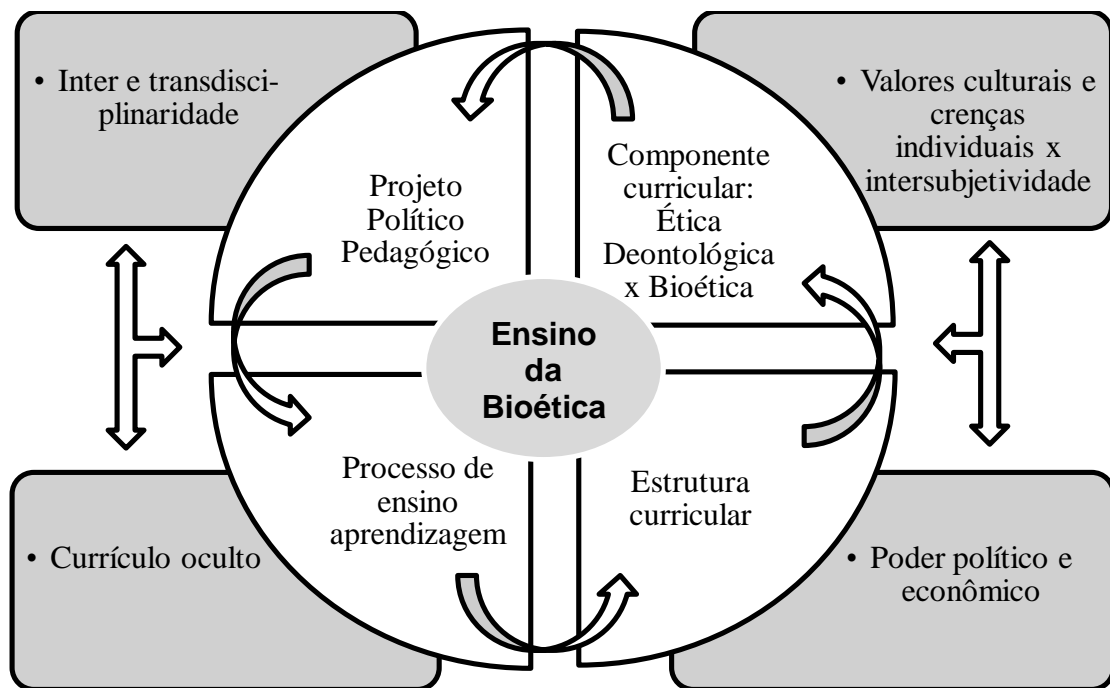 • Inter e transdisci-
plinaridade
• Valores culturais e
crenças
individuais x
intersubjetividade
Projeto
Político
Pedagógico
Componente
curricular:
Ética
Deontológica
x Bioética
Ensino
da
Bioética
Processo de
ensino
aprendizagem
Estrutura
curricular
• Currículo oculto
• Poder político e
econômico